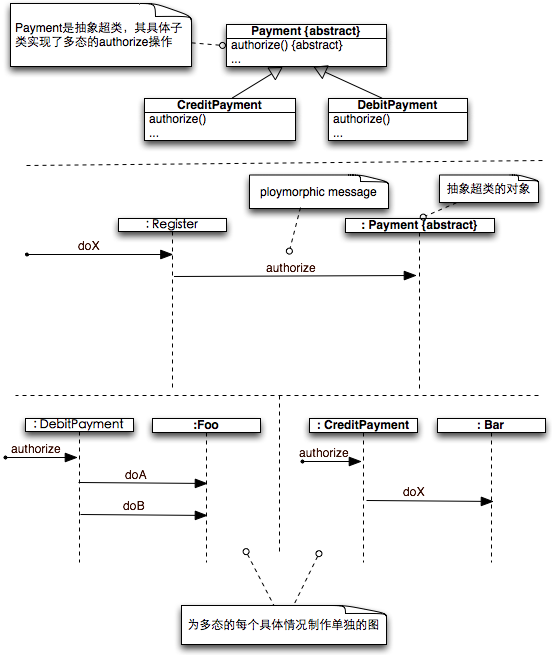 Payment是抽象超类，其具体子
类实现了多态的authorize操作
Payment {abstract}
authorize() {abstract}
...
CreditPayment
authorize()
...
DebitPayment
authorize()
...
ploymorphic message
抽象超类的对象
: Register
: Payment {abstract}
doX
authorize
: DebitPayment
:Foo
authorize
doA
doB
: CreditPayment
: Bar
authorize
doX
为多态的每个具体情况制作单独的图